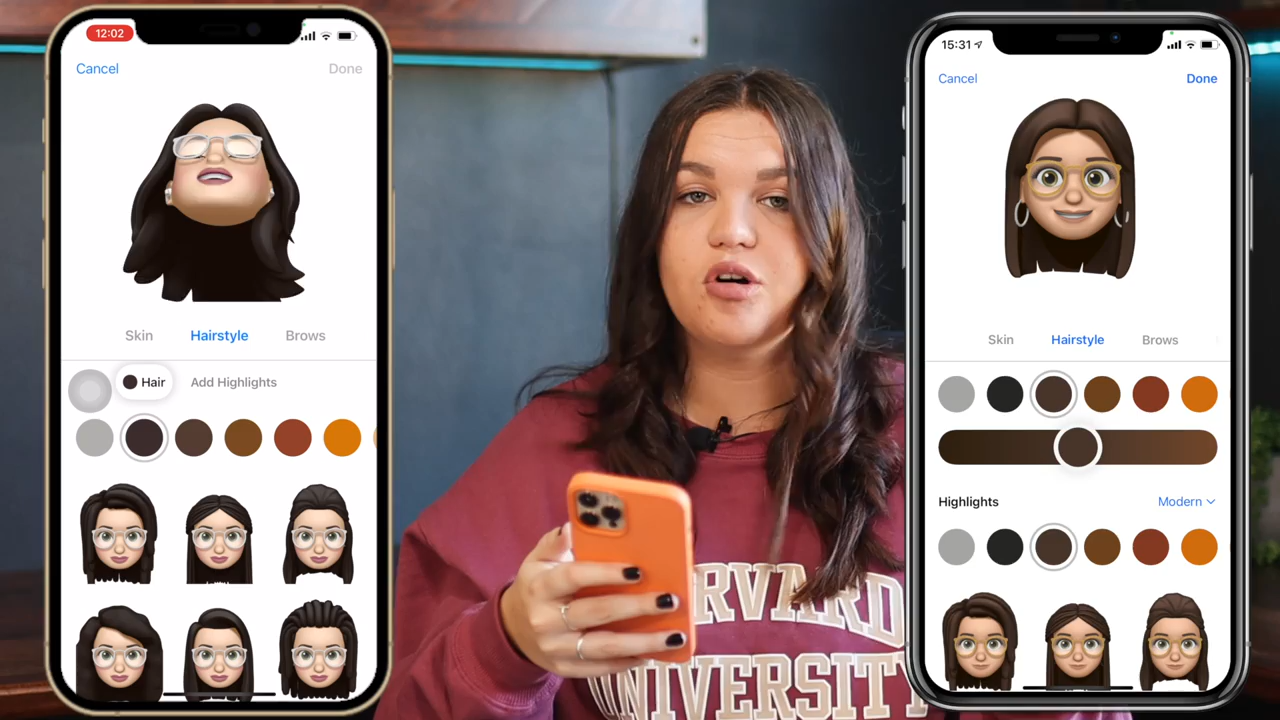 12:02
Cancel
Done
Skin
Hairstyle
Brows
Hair
Add Highlights
HARVARD
UNIVERSITY
15:31
Cancel
Done
Skin
Hairstyle
Brows
Highlights
Modern